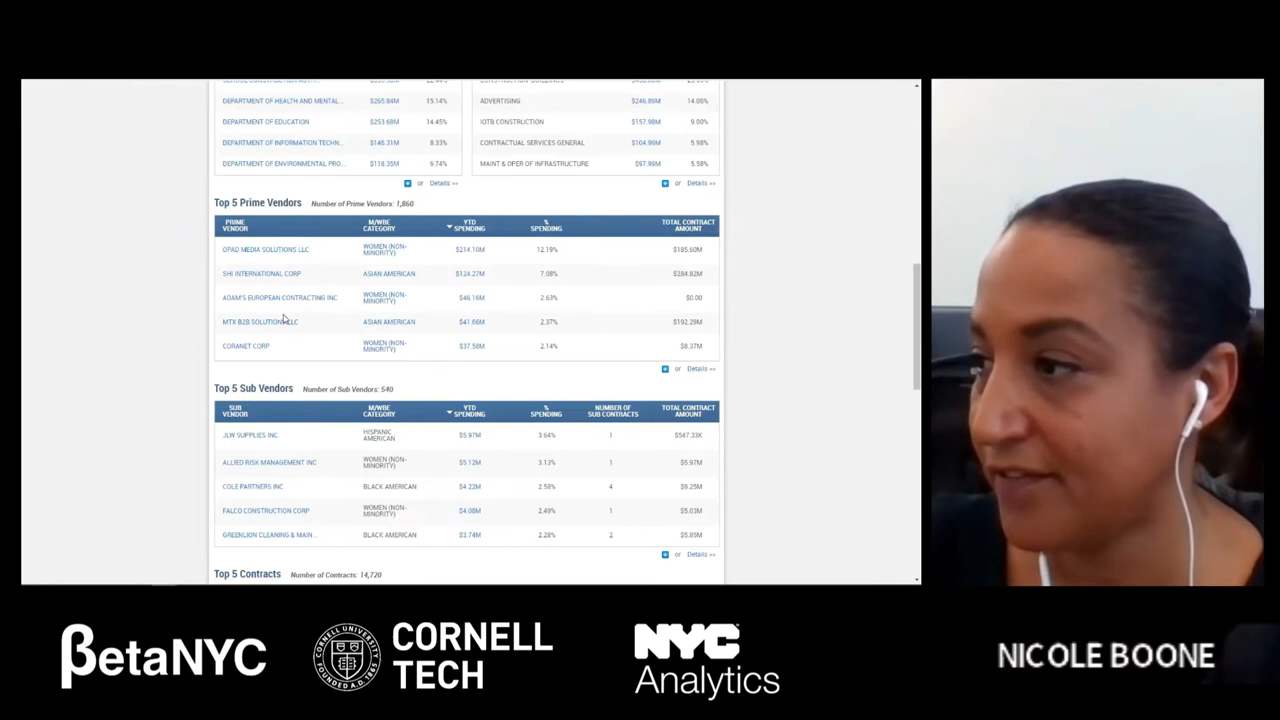 DEPARTMENT OF HEALTH AND MENTAL... $265.84M 15.14%
DEPARTMENT OF EDUCATION $253.68M 14.45%
DEPARTMENT OF INFORMATION TECHN... $146.31M 8.33%
DEPARTMENT OF ENVIRONMENTAL PRO... $118.35M 6.74%
or Details >>
ADVERTISING $246.89M 14.06%
IOTB CONSTRUCTION $157.98M 9.00%
CONTRACTUAL SERVICES GENERAL $104.99M 5.98%
MAINT & OPER OF INFRASTRUCTURE $97.99M 5.58%
or Details >>
Top 5 Prime Vendors Number of Prime Vendors: 1,860
PRIME VENDOR M/WBE CATEGORY YTD SPENDING % SPENDING TOTAL CONTRACT AMOUNT
OPAD MEDIA SOLUTIONS LLC WOMEN (NON-MINORITY) $214.10M 12.19% $185.60M
SHI INTERNATIONAL CORP ASIAN AMERICAN $124.27M 7.08% $284.82M
ADAM'S EUROPEAN CONTRACTING INC WOMEN (NON-MINORITY) $46.16M 2.63% $0.00
MTX B2B SOLUTIONS LLC ASIAN AMERICAN $41.66M 2.37% $192.29M
CORANET CORP WOMEN (NON-MINORITY) $37.58M 2.14% $8.37M
or Details >>
Top 5 Sub Vendors Number of Sub Vendors: 540
SUB VENDOR M/WBE CATEGORY YTD SPENDING % SPENDING NUMBER OF SUB CONTRACTS TOTAL CONTRACT AMOUNT
JLW SUPPLIES INC HISPANIC AMERICAN $5.97M 3.64% 1 $547.33K
ALLIED RISK MANAGEMENT INC WOMEN (NON-MINORITY) $5.12M 3.13% 1 $5.97M
COLE PARTNERS INC BLACK AMERICAN $4.22M 2.58% 4 $9.25M
FALCO CONSTRUCTION CORP WOMEN (NON-MINORITY) $4.08M 2.49% 1 $5.03M
GREENLION CLEANING & MAIN... BLACK AMERICAN $3.74M 2.28% 2 $5.85M
or Details >>
Top 5 Contracts Number of Contracts: 14,720
βetaNYC
CORNELL UNIVERSITY
FOUNDED A.D. 1865
CORNELL
TECH
NYC
Analytics
NICOLE BOONE